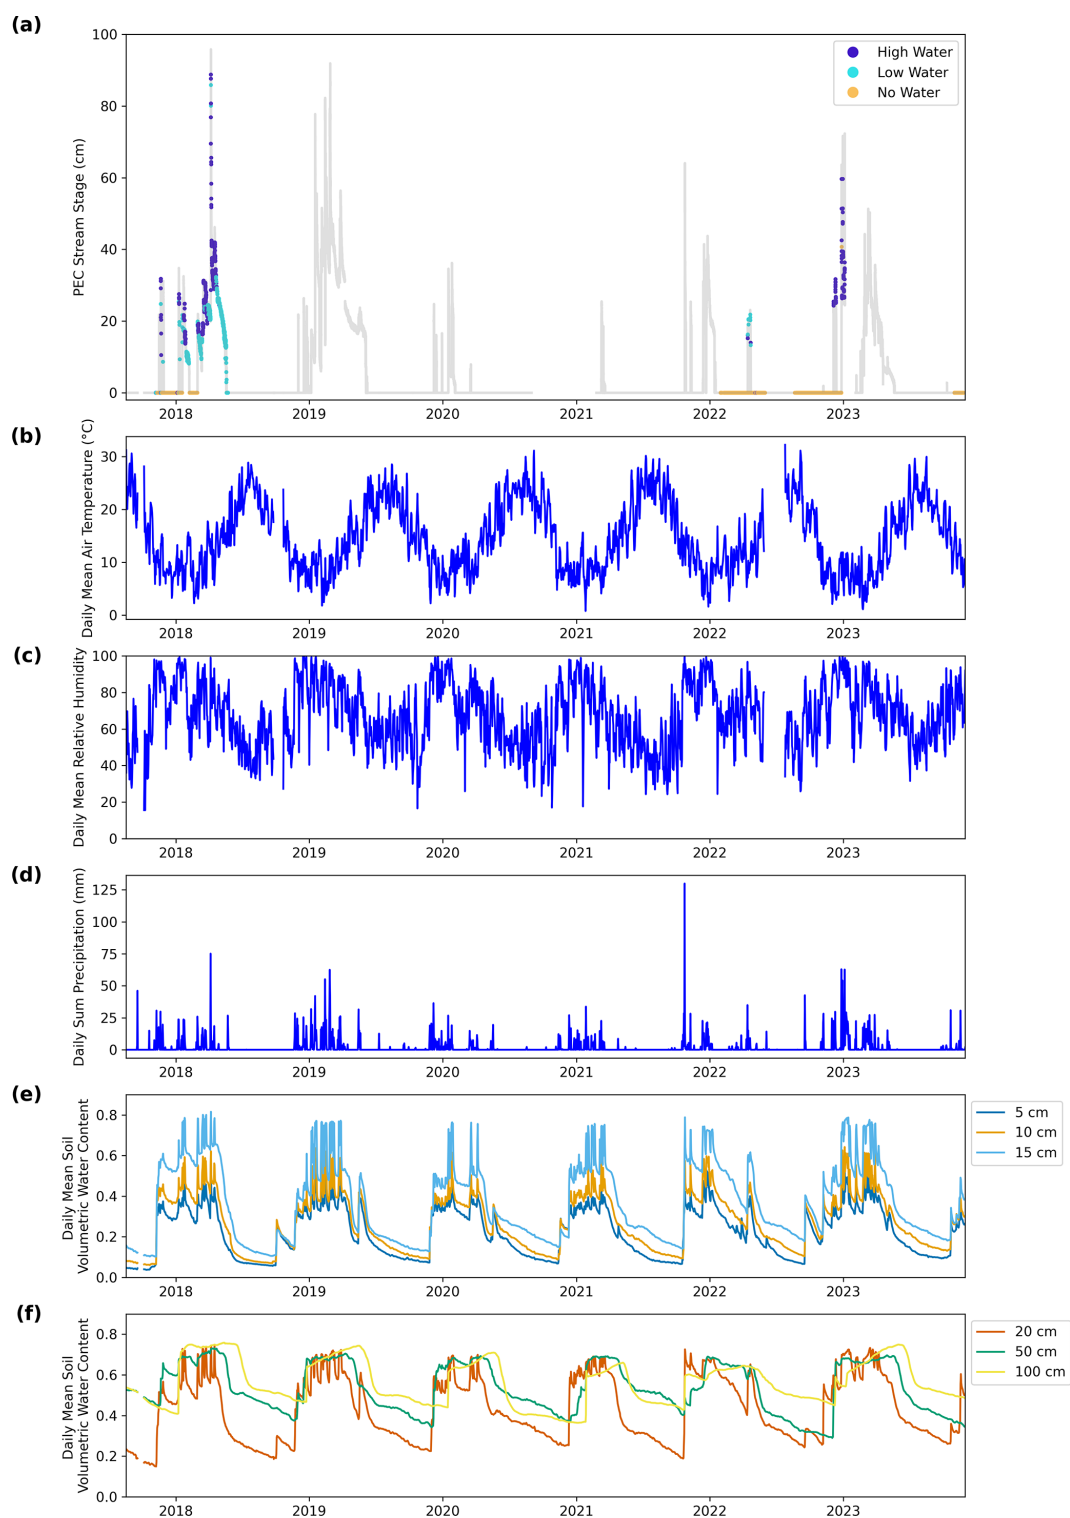 (a)
PEC Stream Stage (cm)
100
80
60
40
20
0
High Water
Low Water
No Water
2018 2019 2020 2021 2022 2023
(b)
Daily Mean Air Temperature (°C)
30
20
10
0
2018 2019 2020 2021 2022 2023
(c)
Daily Mean Relative Humidity
100
80
60
40
20
0
2018 2019 2020 2021 2022 2023
(d)
Daily Sum Precipitation (mm)
125
100
75
50
25
0
2018 2019 2020 2021 2022 2023
(e)
Daily Mean Soil
Volumetric Water Content
0.8
0.6
0.4
0.2
0.0
5 cm
10 cm
15 cm
2018 2019 2020 2021 2022 2023
(f)
Daily Mean Soil
Volumetric Water Content
0.8
0.6
0.4
0.2
0.0
20 cm
50 cm
100 cm
2018 2019 2020 2021 2022 2023